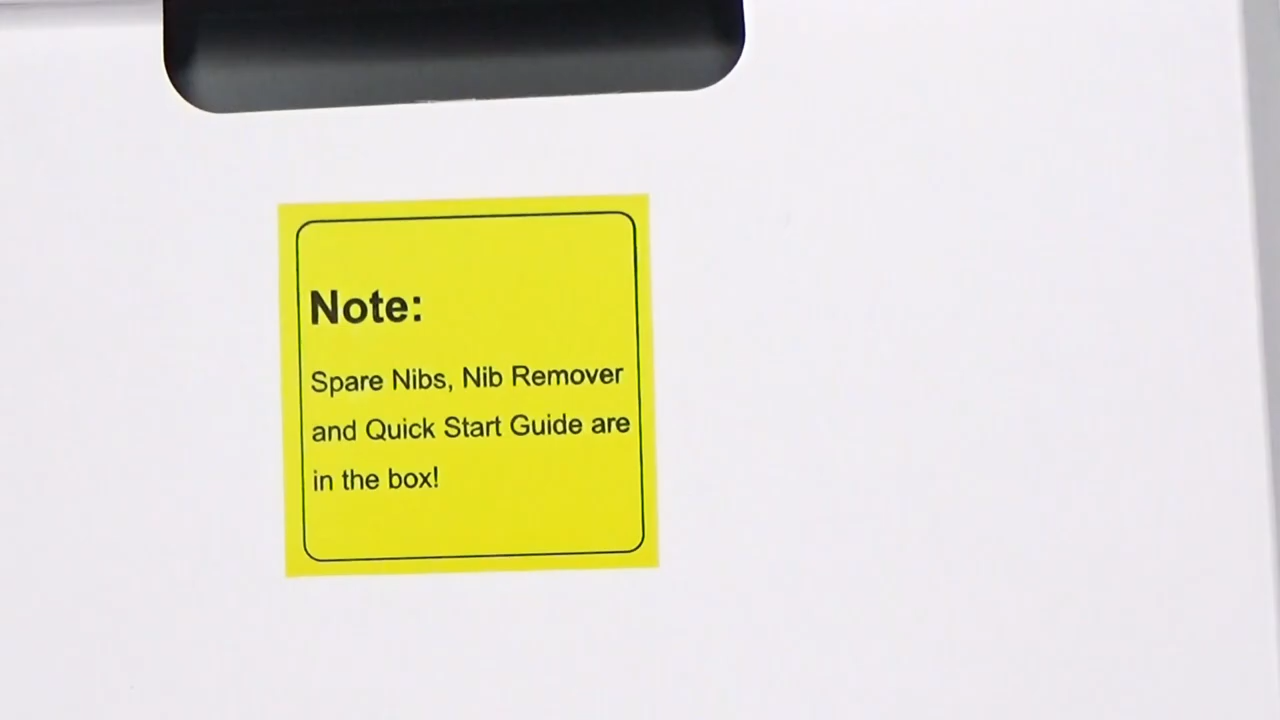 Note:
Spare Nibs, Nib Remover
and Quick Start Guide are
in the box!